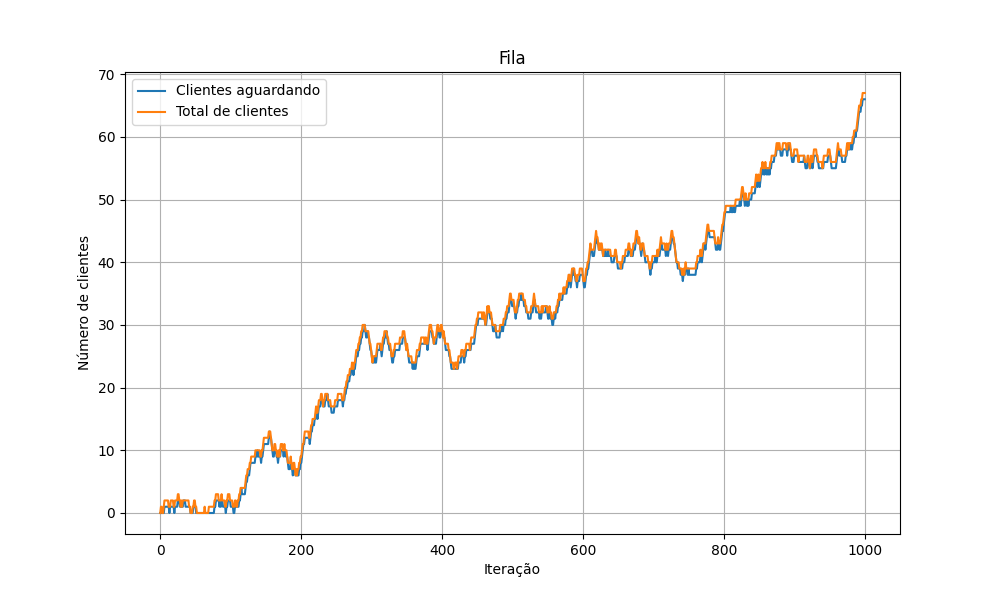 Fila
Clientes aguardando
Total de clientes
Número de clientes
70
60
50
40
30
20
10
0
0 200 400 600 800 1000
Iteração